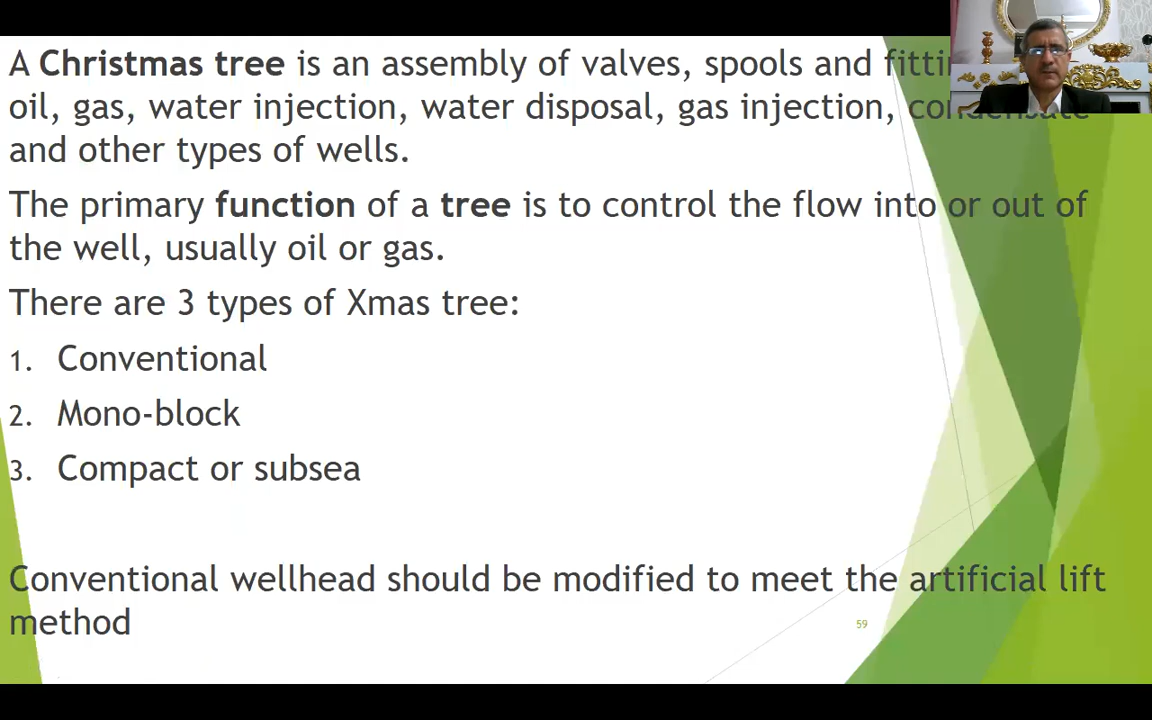 A Christmas tree is an assembly of valves, spools and
oil, gas, water injection, water disposal, gas injection,
and other types of wells.
The primary function of a tree is to control the flow into or out of
the well, usually oil or gas.
There are 3 types of Xmas tree:
1. Conventional
2. Mono-block
3. Compact or subsea
Conventional wellhead should be modified to meet the artificial lift
method
59